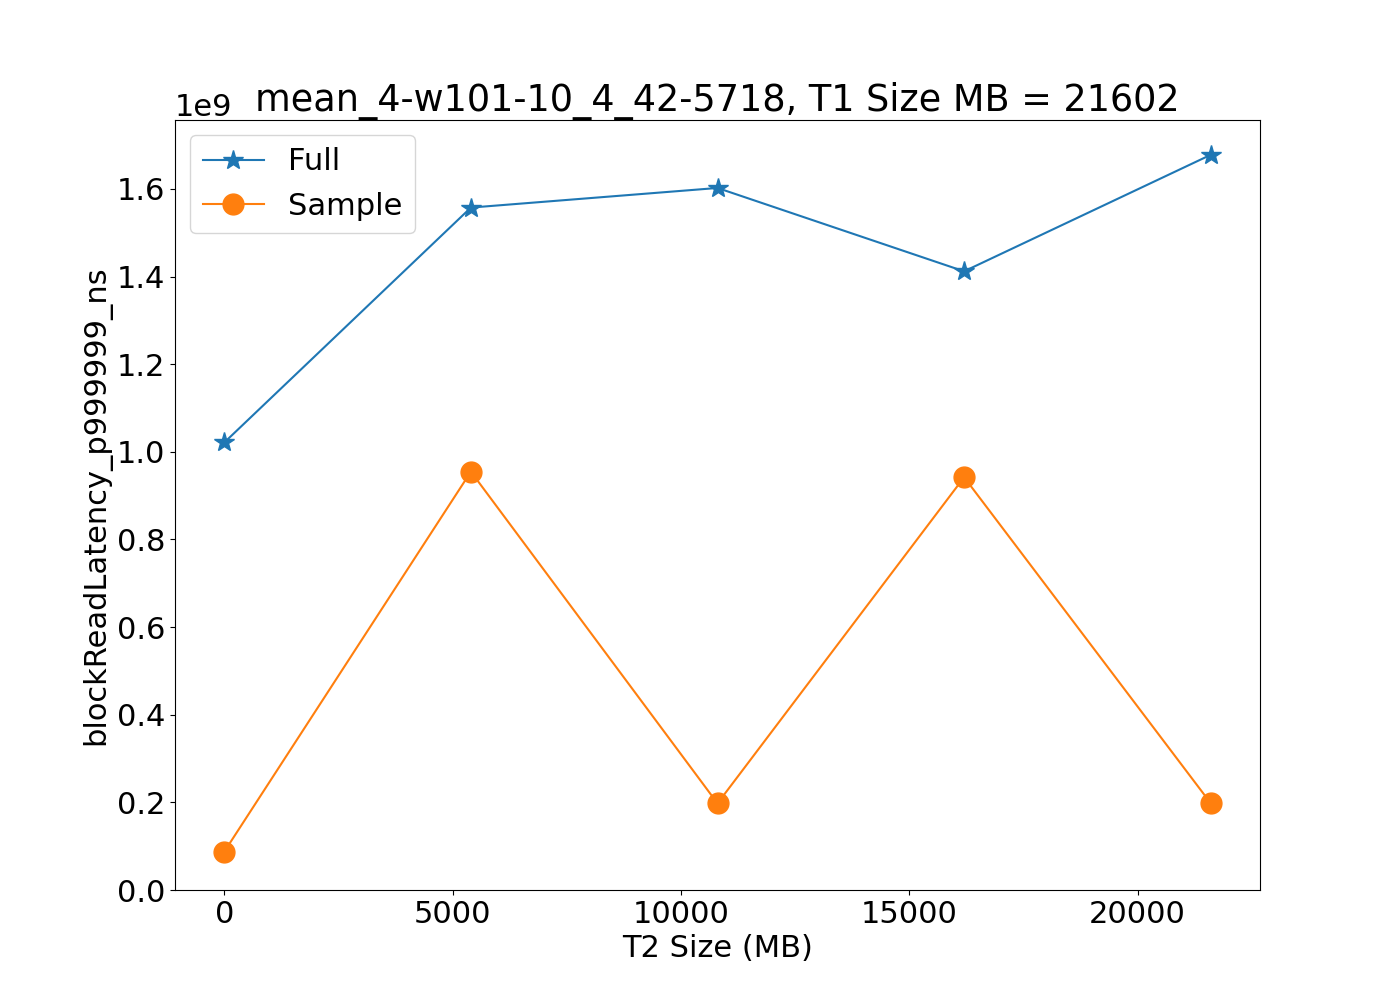 mean_4-w101-10_4_42-5718, T1 Size MB = 21602
1e9
Full
Sample
1.6
1.4
1.2
1.0
0.8
0.6
0.4
0.2
0.0
blockReadLatency_p999999_ns
0 5000 10000 15000 20000
T2 Size (MB)